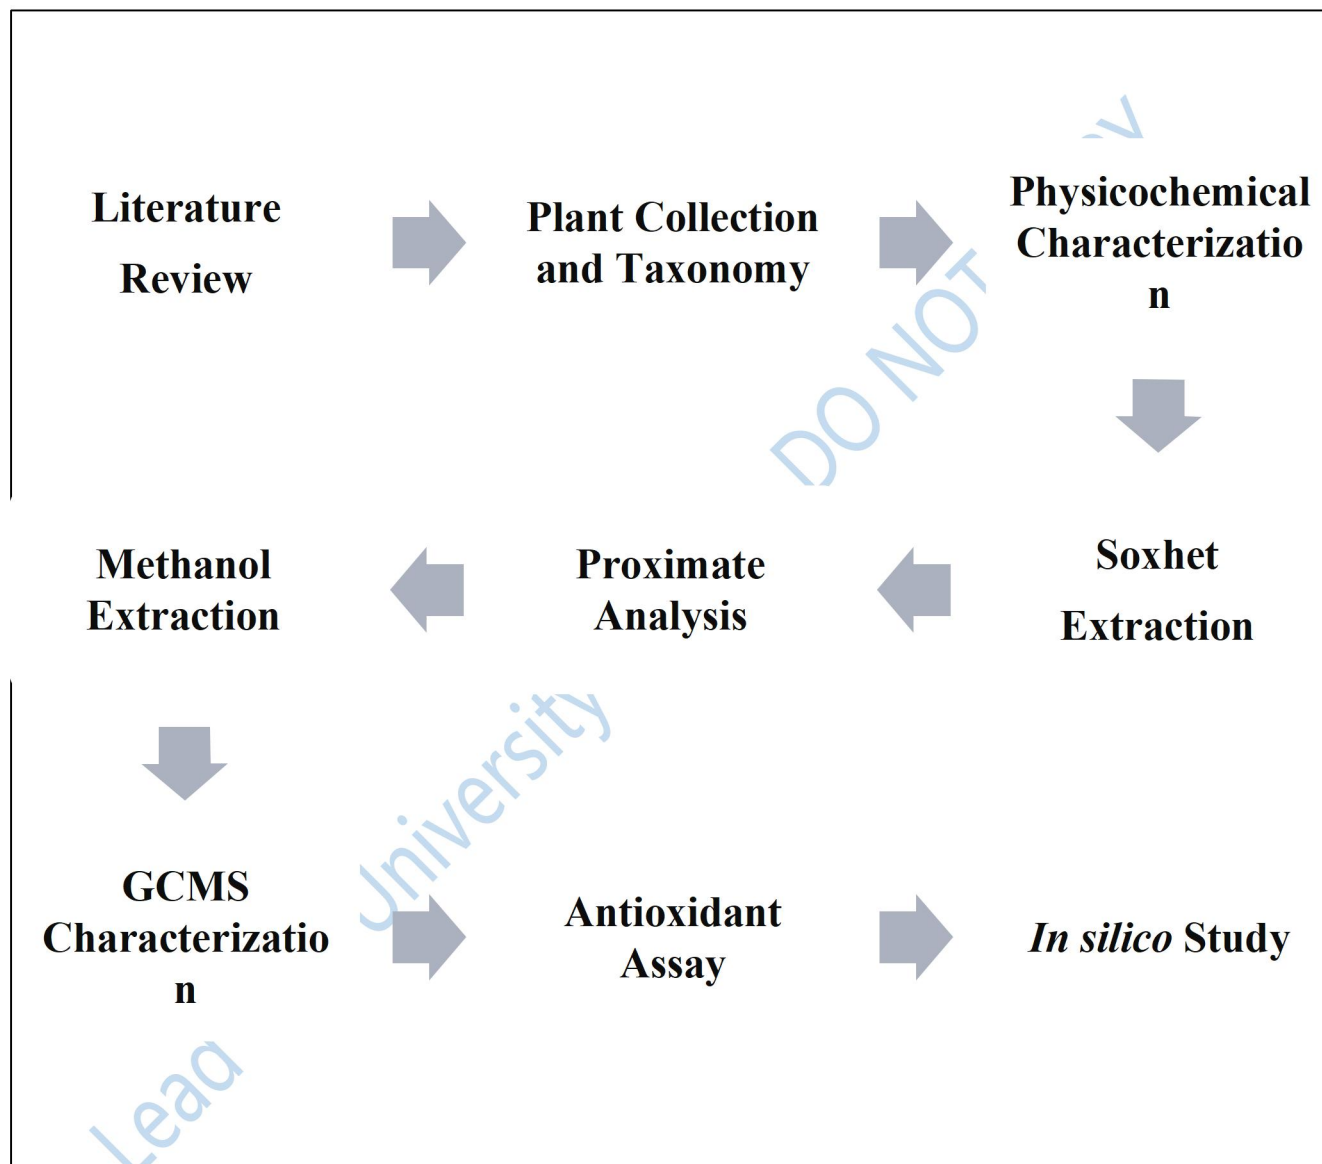 Literature
Review
Plant Collection
and Taxonomy
Physicochemical
Characterizatio
n
Soxhet
Extraction
Proximate
Analysis
Methanol
Extraction
GCMS
Characterizatio
n
Antioxidant
Assay
In silico Study
Lead University DO NOT